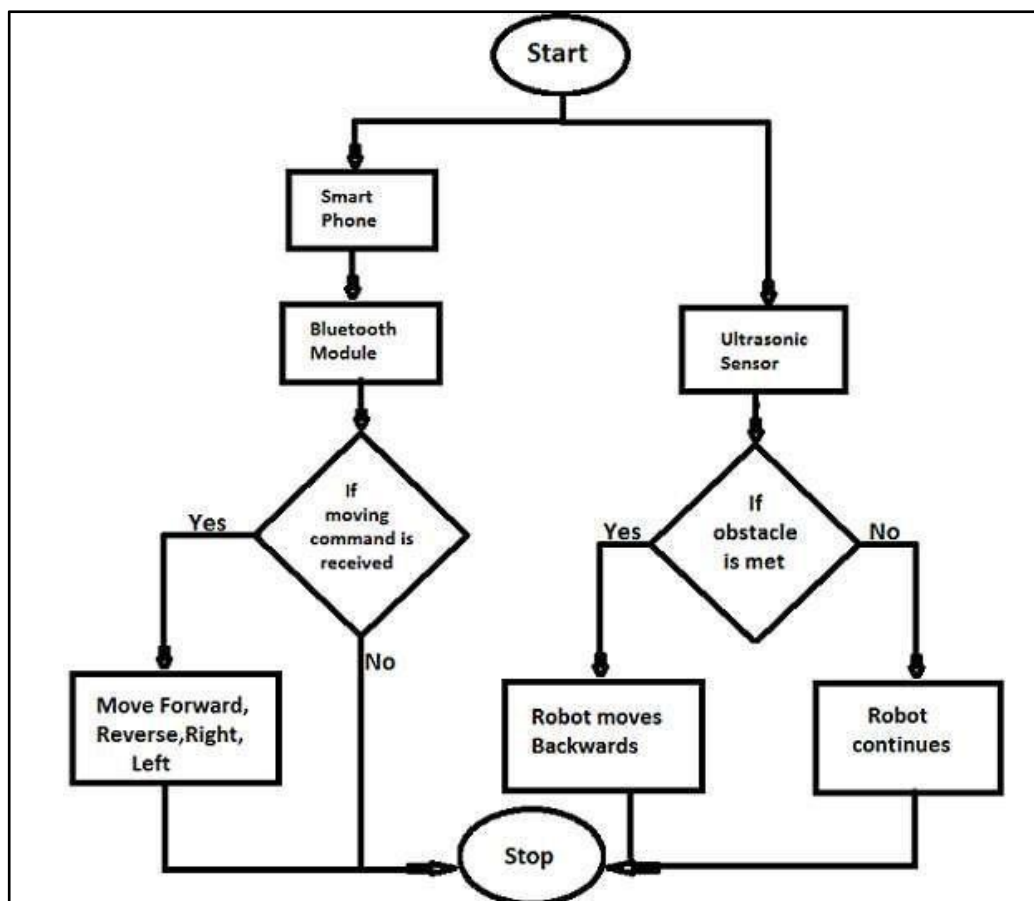 Start
Smart
Phone
Bluetooth
Module
If
moving
command is
received
Yes
No
Move Forward,
Reverse,Right,
Left
Ultrasonic
Sensor
If
obstacle
is met
Yes
No
Robot moves
Backwards
Robot
continues
Stop